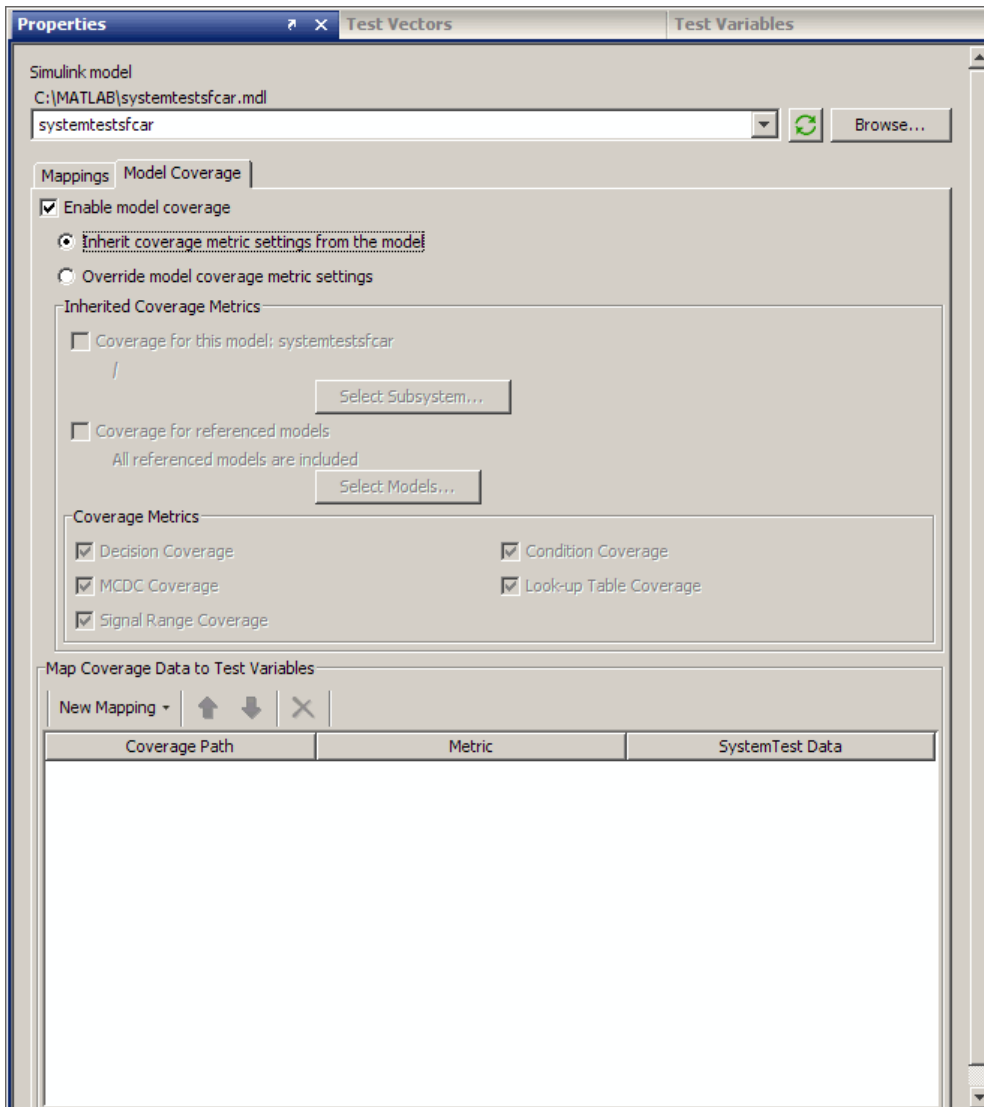 Properties Test Vectors Test Variables
Simulink model
C:\MATLAB\systemtestsfcar.mdl
systemtestsfcar Browse...
Mappings Model Coverage
Enable model coverage
Inherit coverage metric settings from the model
Override model coverage metric settings
Inherited Coverage Metrics
Coverage for this model: systemtestsfcar
/
Select Subsystem...
Coverage for referenced models
All referenced models are included
Select Models...
Coverage Metrics
Decision Coverage Condition Coverage
MCDC Coverage Look-up Table Coverage
Signal Range Coverage
Map Coverage Data to Test Variables
New Mapping
Coverage Path Metric SystemTest Data